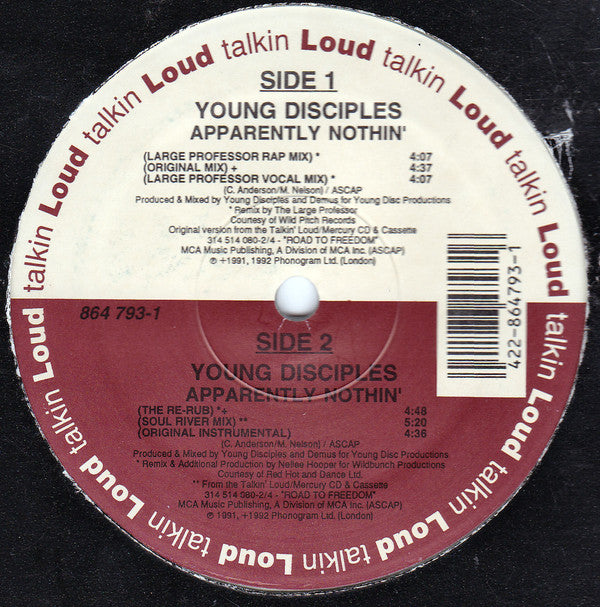 talkin Loud talkin Loud talkin Loud talkin Loud talkin Loud talkin Loud talkin Loud talkin Loud
SIDE 1
YOUNG DISCIPLES
APPARENTLY NOTHIN'
(LARGE PROFESSOR RAP MIX) * 4:07
(ORIGINAL MIX) + 4:37
(LARGE PROFESSOR VOCAL MIX) * 4:07
(C. Anderson/M. Nelson) / ASCAP
Produced & Mixed by Young Disciples and Demus for Young Disc Productions
* Remix by The Large Professor
Courtesy of Wild Pitch Records
Original version from the Talkin' Loud/Mercury CD & Cassette
314 514 080-2/4 - "ROAD TO FREEDOM"
MCA Music Publishing, A Division of MCA Inc. (ASCAP)
℗ +1991, 1992 Phonogram Ltd. (London)
864 793-1
422-864793-1
SIDE 2
YOUNG DISCIPLES
APPARENTLY NOTHIN'
(THE RE-RUB) *+ 4:48
(SOUL RIVER MIX) ** 5:20
(ORIGINAL INSTRUMENTAL) 4:36
(C. Anderson/M. Nelson) / ASCAP
Produced & Mixed by Young Disciples and Demus for Young Disc Productions
* Remix & Additional Production by Nellee Hooper for Wildbunch Productions
Courtesy of Red Hot and Dance Ltd.
** From the Talkin' Loud/Mercury CD & Cassette
314 514 080-2/4 - "ROAD TO FREEDOM"
MCA Music Publishing, A Division of MCA Inc. (ASCAP)
℗ 1991, +1992 Phonogram Ltd. (London)